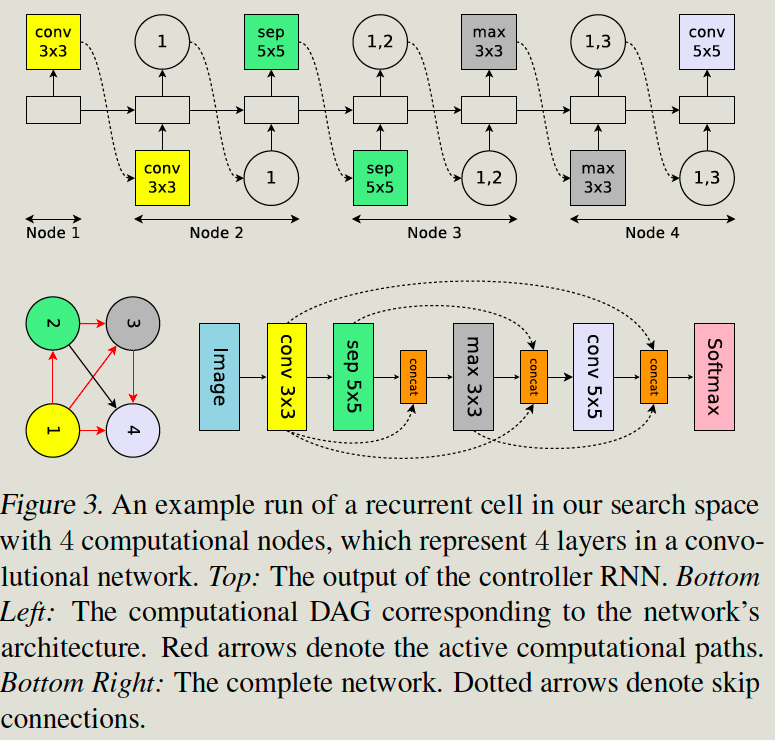 conv 3x3
1
sep 5x5
1,2
max 3x3
1,3
conv 5x5
conv 3x3
1
sep 5x5
1,2
max 3x3
1,3
Node 1
Node 2
Node 3
Node 4
2
3
1
4
Image
conv 3x3
sep 5x5
concat
max 3x3
concat
conv 5x5
concat
Softmax
Figure 3. An example run of a recurrent cell in our search space
with 4 computational nodes, which represent 4 layers in a convo-
lutional network. Top: The output of the controller RNN. Bottom
Left: The computational DAG corresponding to the network's
architecture. Red arrows denote the active computational paths.
Bottom Right: The complete network. Dotted arrows denote skip
connections.